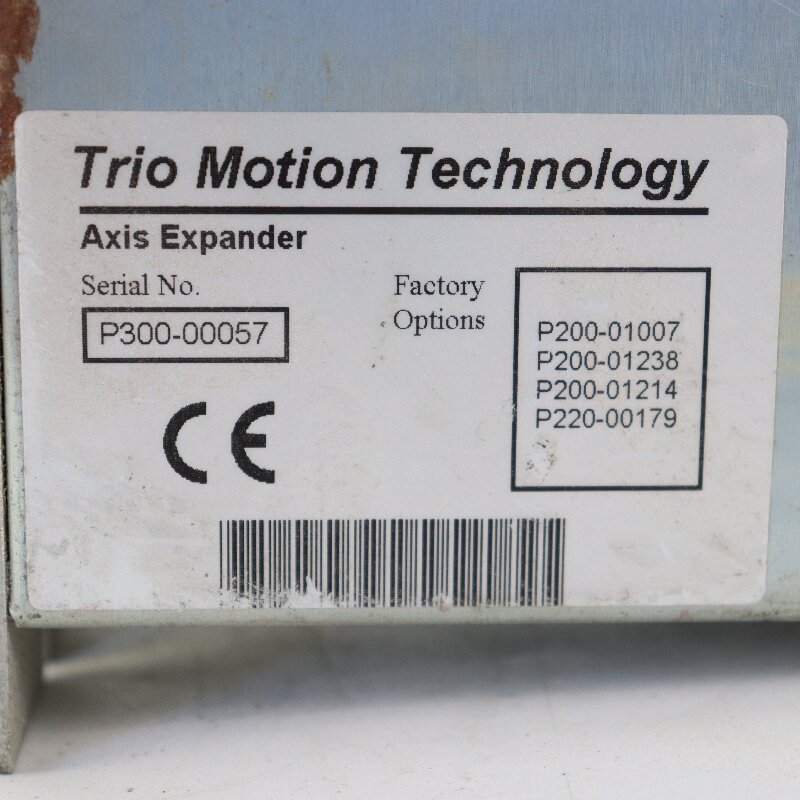 Trio Motion Technology
Axis Expander
Serial No.
P300-00057
Factory
Options
P200-01007
P200-01238
P200-01214
P220-00179
CE